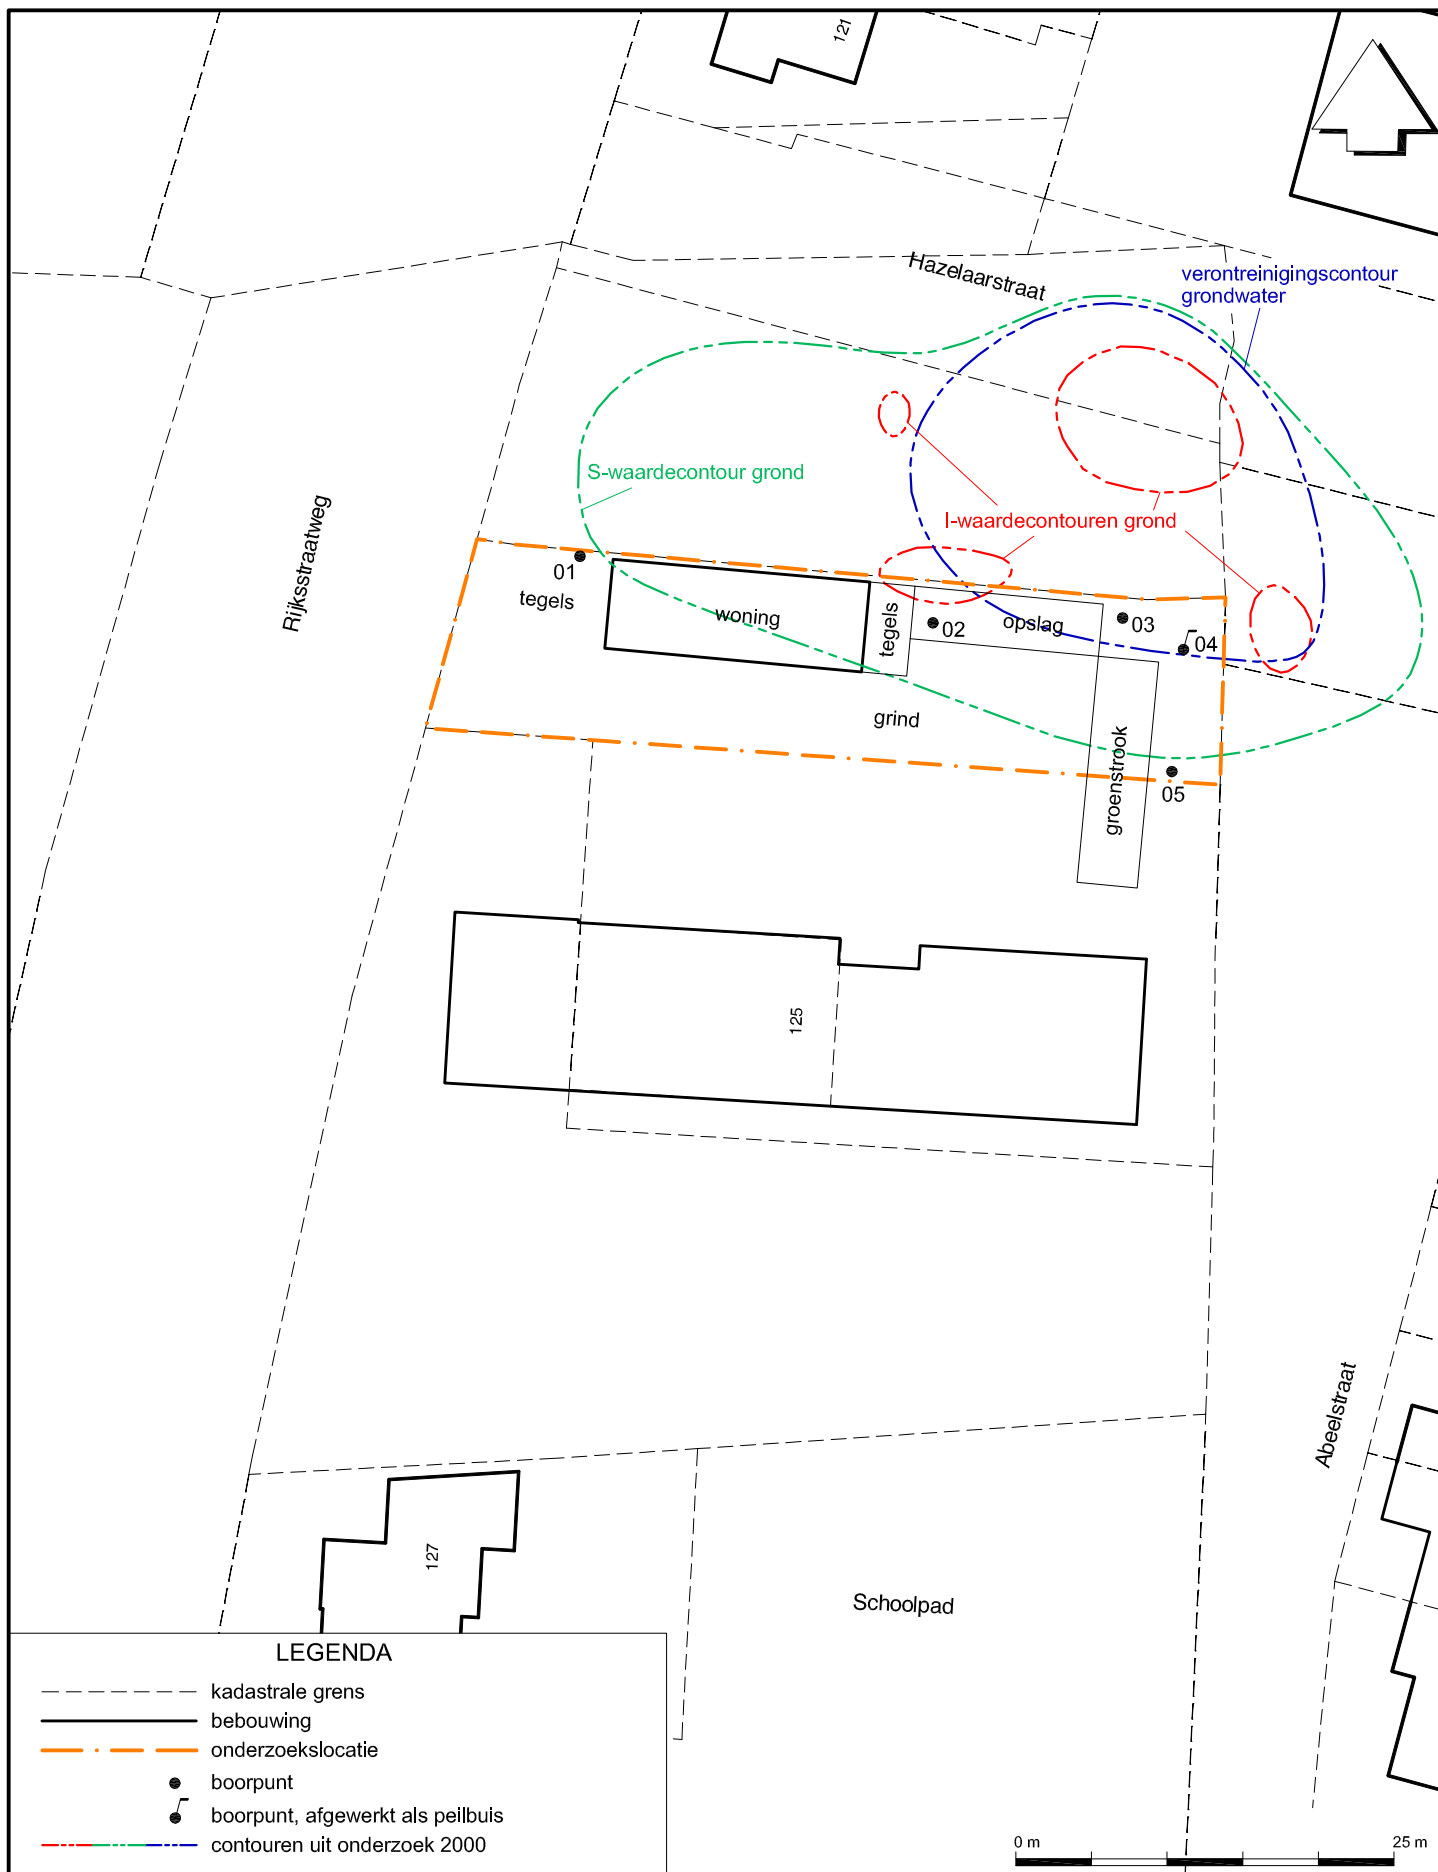 121
Hazelaarstraat
verontreinigingscontour
grondwater
S-waardecontour grond
I-waardecontouren grond
Rijksstraatweg
01
tegels
woning
tegels
02
opslag
03
04
grind
groenstrook
05
125
Abeelstraat
127
Schoolpad
LEGENDA
kadastrale grens
bebouwing
onderzoekslocatie
boorpunt
boorpunt, afgewerkt als peilbuis
contouren uit onderzoek 2000
0 m
25 m